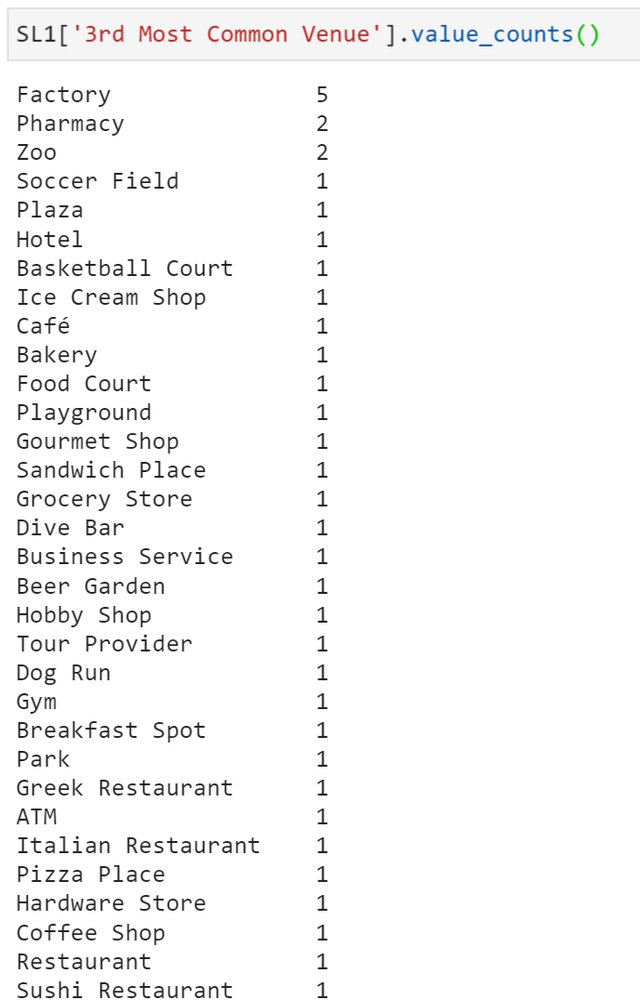 SL1['3rd Most Common Venue'].value_counts()
Factory 5
Pharmacy 2
Zoo 2
Soccer Field 1
Plaza 1
Hotel 1
Basketball Court 1
Ice Cream Shop 1
Café 1
Bakery 1
Food Court 1
Playground 1
Gourmet Shop 1
Sandwich Place 1
Grocery Store 1
Dive Bar 1
Business Service 1
Beer Garden 1
Hobby Shop 1
Tour Provider 1
Dog Run 1
Gym 1
Breakfast Spot 1
Park 1
Greek Restaurant 1
ATM 1
Italian Restaurant 1
Pizza Place 1
Hardware Store 1
Coffee Shop 1
Restaurant 1
Sushi Restaurant 1